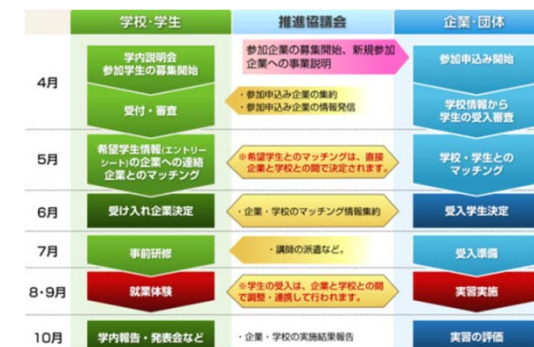 学校・学生
推進協議会
企業・団体
4月
学内説明会
参加学生の募集開始
参加企業の募集開始、新規参加
企業への事業説明
参加申込み開始
受付・審査
・参加申込み企業の集約
・参加申込み企業の情報発信
学校情報から
学生の受入審査
5月
希望学生情報(エントリー
シート)の企業への連絡
企業とのマッチング
※希望学生とのマッチングは、直接
企業と学校との間で決定されます。
学校・学生との
マッチング
6月
受け入れ企業決定
・企業・学校のマッチング情報集約
受入学生決定
7月
事前研修
・講師の派遣など。
受入準備
8・9月
就業体験
※学生の受入は、企業と学校との間
で調整・連携して行われます。
実習実施
10月
学内報告・発表会など
・企業・学校の実施結果報告
実習の評価